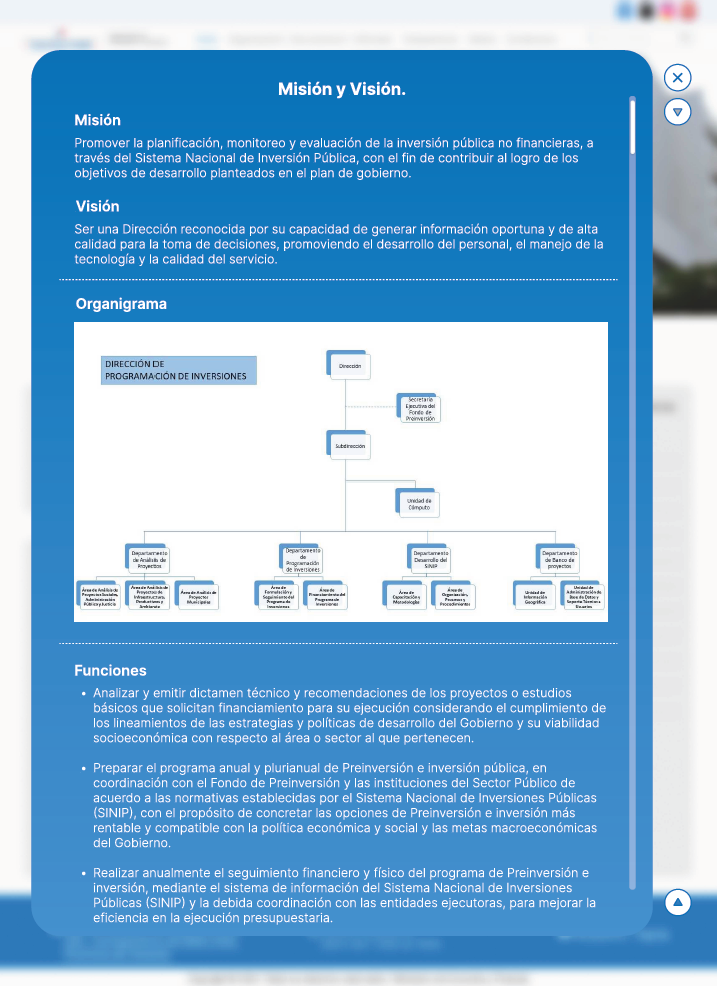 Misión y Visión.
Misión
Promover la planificación, monitoreo y evaluación de la inversión pública no financieras, a
través del Sistema Nacional de Inversión Pública, con el fin de contribuir al logro de los
objetivos de desarrollo planteados en el plan de gobierno.
Visión
Ser una Dirección reconocida por su capacidad de generar información oportuna y de alta
calidad para la toma de decisiones, promoviendo el desarrollo del personal, el manejo de la
tecnología y la calidad del servicio.
Organigrama
DIRECCIÓN DE
PROGRAMACIÓN DE INVERSIONES
Dirección
Secretaría
Ejecutiva del
Fondo de
Preinversión
Subdirección
Unidad de
Cómputo
Departamento
de Análisis de
Proyectos
Departamento
de
Programación
de Inversiones
Departamento
Desarrollo del
SINIP
Departamento
de Banco de
proyectos
Área de Análisis de
Proyectos Sociales,
Administración
Pública y Justicia
Área de Análisis de
Proyectos de
Infraestructura,
Productivos y
Ambiente
Área de Análisis de
Proyectos
Municipales
Área de
Formulación y
Seguimiento del
Programa de
Inversiones
Área de
Financiamiento del
Programa de
Inversiones
Área de
Capacitación y
Metodologías
Área de
Organización,
Procesos y
Procedimientos
Unidad de
Información
Geográfica
Unidad de
Administración de
Base de Datos y
Soporte Técnico a
Usuarios
Funciones
• Analizar y emitir dictamen técnico y recomendaciones de los proyectos o estudios
básicos que solicitan financiamiento para su ejecución considerando el cumplimiento de
los lineamientos de las estrategias y políticas de desarrollo del Gobierno y su viabilidad
socioeconómica con respecto al área o sector al que pertenecen.
• Preparar el programa anual y plurianual de Preinversión e inversión pública, en
coordinación con el Fondo de Preinversión y las instituciones del Sector Público de
acuerdo a las normativas establecidas por el Sistema Nacional de Inversiones Públicas
(SINIP), con el propósito de concretar las opciones de Preinversión e inversión más
rentable y compatible con la política económica y social y las metas macroeconómicas
del Gobierno.
• Realizar anualmente el seguimiento financiero y físico del programa de Preinversión e
inversión, mediante el sistema de información del Sistema Nacional de Inversiones
Públicas (SINIP) y la debida coordinación con las entidades ejecutoras, para mejorar la
eficiencia en la ejecución presupuestaria.